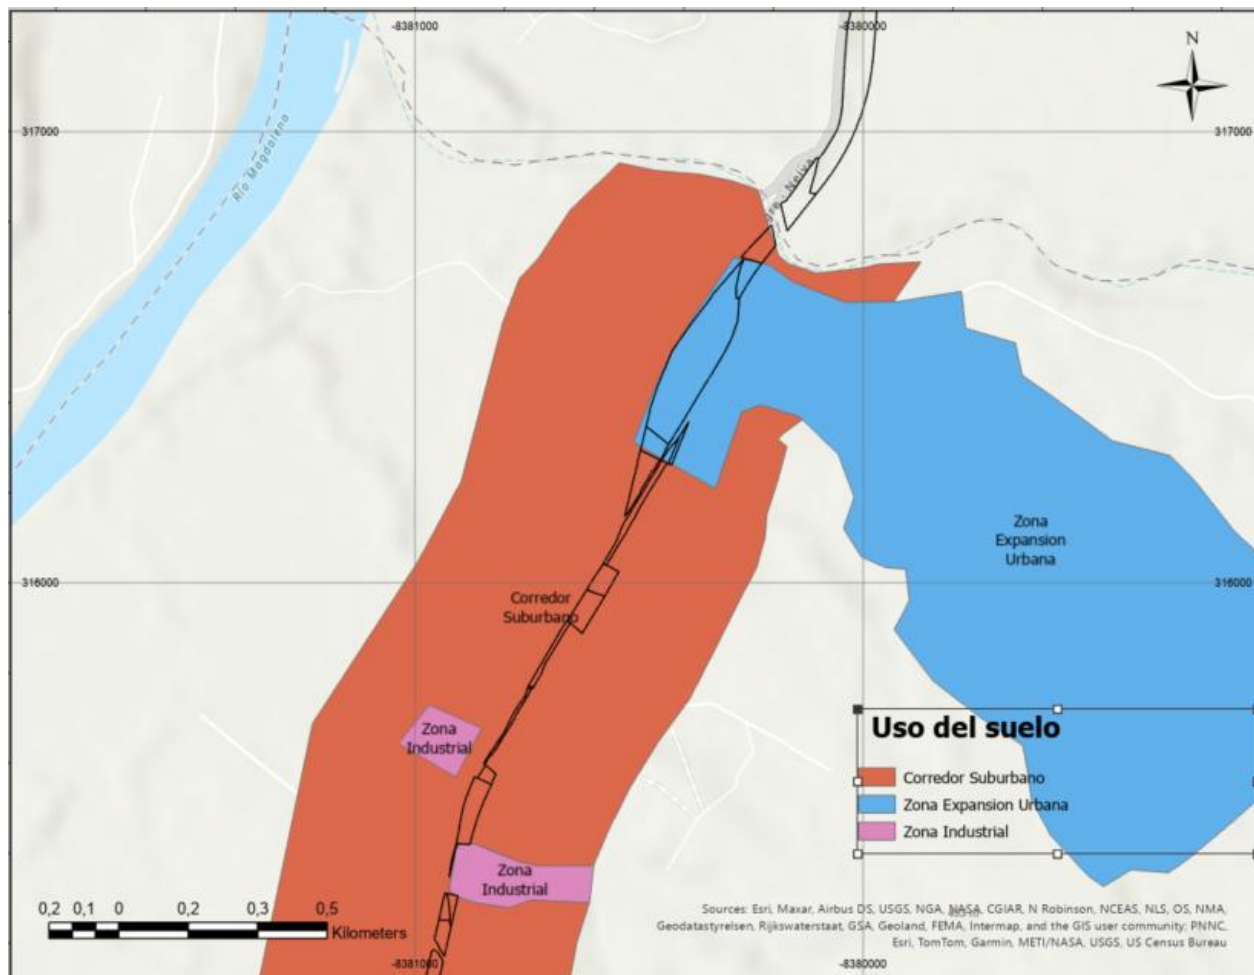 -8381000
-8380000
N
317000
317000
Río Magdaleno
Neiva
Zona
Expansion
Urbana
316000
316000
Corredor
Suburbano
Zona
Industrial
Uso del suelo
Corredor Suburbano
Zona Expansion Urbana
Zona Industrial
Zona
Industrial
0,2 0,1 0 0,2 0,3 0,5
Kilometers
Sources: Esri, Maxar, Airbus DS, USGS, NGA, NASA, CGIAR, N Robinson, NCEAS, NLS, OS, NMA,
Geodatastyrelsen, Rijkswaterstaat, GSA, Geoland, FEMA, Intermap, and the GIS user community; PNNC,
Esri, TomTom, Garmin, METI/NASA, USGS, US Census Bureau
-8381000
-8380000